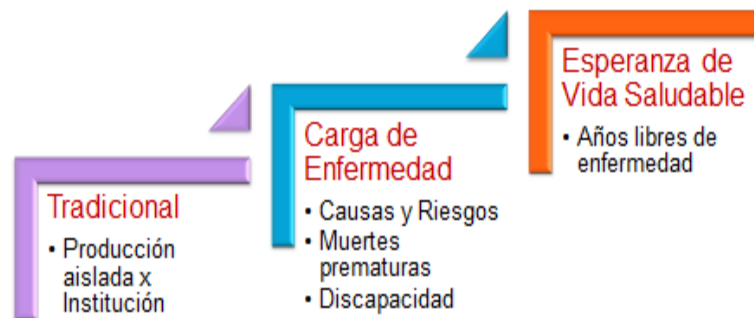 Tradicional
• Producción
aislada x
Institución
Carga de
Enfermedad
• Causas y Riesgos
• Muertes
prematuras
• Discapacidad
Esperanza de
Vida Saludable
• Años libres de
enfermedad